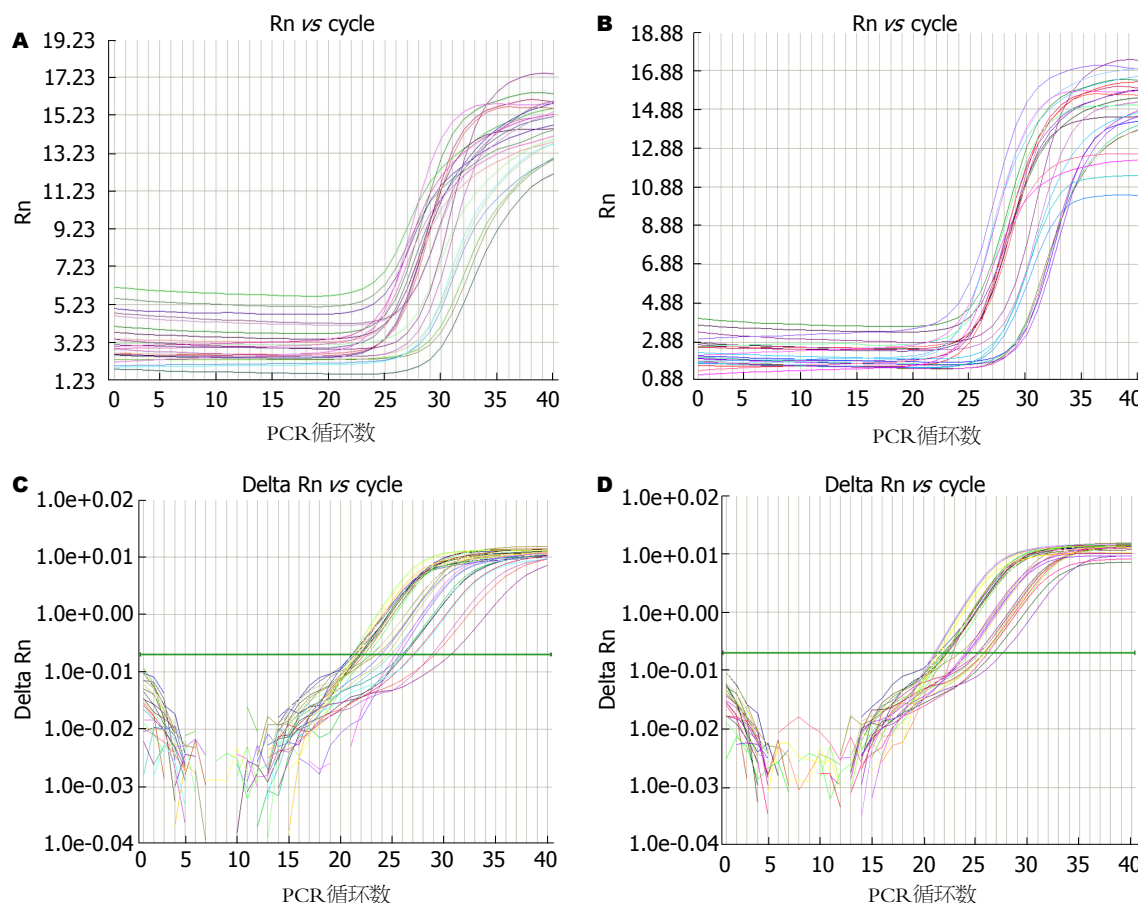 A
Rn vs cycle
19.23
17.23
15.23
13.23
11.23
9.23
7.23
5.23
3.23
1.23
Rn
0 5 10 15 20 25 30 35 40
PCR循环数
B
Rn vs cycle
18.88
16.88
14.88
12.88
10.88
8.88
6.88
4.88
2.88
0.88
Rn
0 5 10 15 20 25 30 35 40
PCR循环数
C
Delta Rn vs cycle
1.0e+0.02
1.0e+0.01
1.0e+0.00
1.0e-0.01
1.0e-0.02
1.0e-0.03
1.0e-0.04
Delta Rn
0 5 10 15 20 25 30 35 40
PCR循环数
D
Delta Rn vs cycle
1.0e+0.02
1.0e+0.01
1.0e+0.00
1.0e-0.01
1.0e-0.02
1.0e-0.03
1.0e-0.04
Delta Rn
0 5 10 15 20 25 30 35 40
PCR循环数